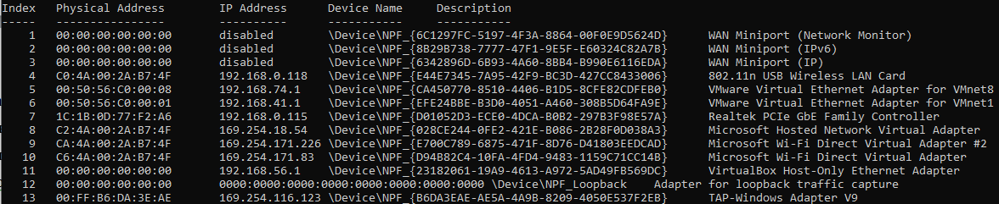 Index Physical Address IP Address Device Name Description
----- ---------------- ---------- ----------- -----------
1 00:00:00:00:00:00 disabled \Device\NPF_{6C1297FC-5197-4F3A-8864-00F0E9D5624D} WAN Miniport (Network Monitor)
2 00:00:00:00:00:00 disabled \Device\NPF_{8B29B738-7777-47F1-9E5F-E60324C82A7B} WAN Miniport (IPv6)
3 00:00:00:00:00:00 disabled \Device\NPF_{6342896D-6B93-4A60-8BB4-B990E6116EDA} WAN Miniport (IP)
4 C0:4A:00:2A:B7:4F 192.168.0.118 \Device\NPF_{E44E7345-7A95-42F9-BC3D-427CC8433006} 802.11n USB Wireless LAN Card
5 00:50:56:C0:00:08 192.168.74.1 \Device\NPF_{CA450770-8510-4406-B1D5-8CFE82CDFEB0} VMware Virtual Ethernet Adapter for VMnet8
6 00:50:56:C0:00:01 192.168.41.1 \Device\NPF_{EFE24BBE-B3D0-4051-A460-308B5D64FA9E} VMware Virtual Ethernet Adapter for VMnet1
7 1C:1B:0D:77:F2:A6 192.168.0.115 \Device\NPF_{D01052D3-ECE0-4DCA-B0B2-297B3F98E57A} Realtek PCIe GbE Family Controller
8 C2:4A:00:2A:B7:4F 169.254.18.54 \Device\NPF_{028CE244-0FE2-421E-B086-2B28F0D038A3} Microsoft Hosted Network Virtual Adapter
9 CA:4A:00:2A:B7:4F 169.254.171.226 \Device\NPF_{E700C789-6875-471F-8D76-D41803EEDCAD} Microsoft Wi-Fi Direct Virtual Adapter #2
10 C6:4A:00:2A:B7:4F 169.254.171.83 \Device\NPF_{D94B82C4-10FA-4FD4-9483-1159C71CC14B} Microsoft Wi-Fi Direct Virtual Adapter
11 00:00:00:00:00:00 192.168.56.1 \Device\NPF_{23182061-19A9-4613-A972-5AD49FB569DC} VirtualBox Host-Only Ethernet Adapter
12 00:00:00:00:00:00 0000:0000:0000:0000:0000:0000:0000:0000 \Device\NPF_Loopback Adapter for loopback traffic capture
13 00:FF:B6:DA:3E:AE 169.254.116.123 \Device\NPF_{B6DA3EAE-AE5A-4A9B-8209-4050E537F2EB} TAP-Windows Adapter V9